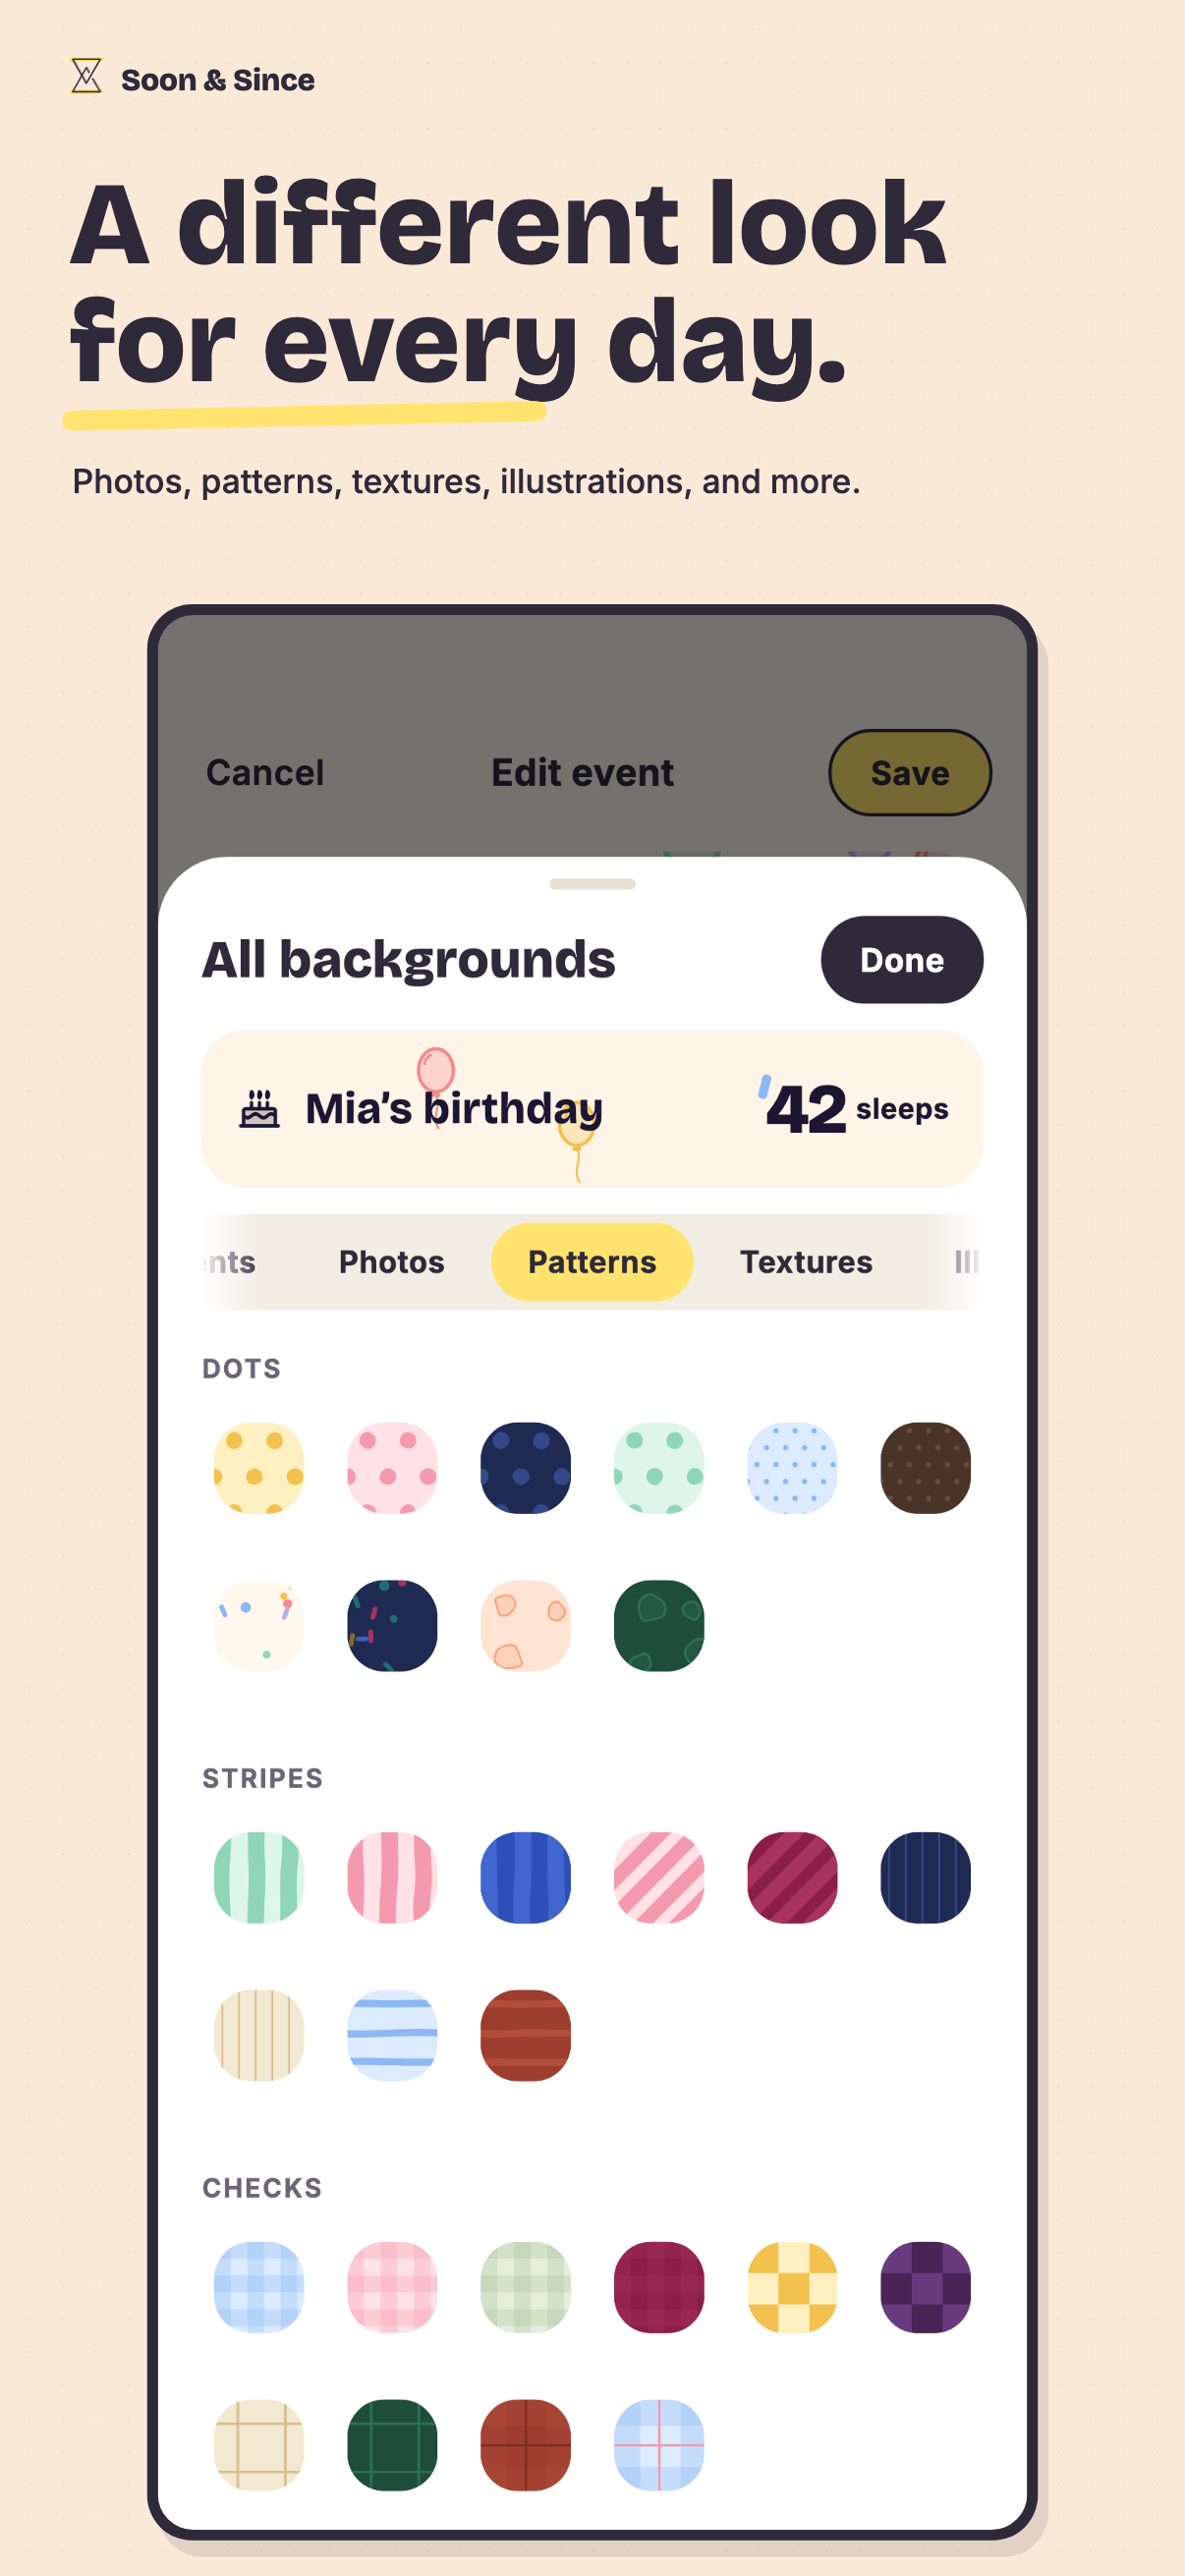 Soon & Since
A different look
for every day.
Photos, patterns, textures, illustrations, and more.
Cancel
Edit event
Save
All backgrounds
Done
Mia’s birthday
42 sleeps
Photos
Patterns
Textures
DOTS
STRIPES
CHECKS